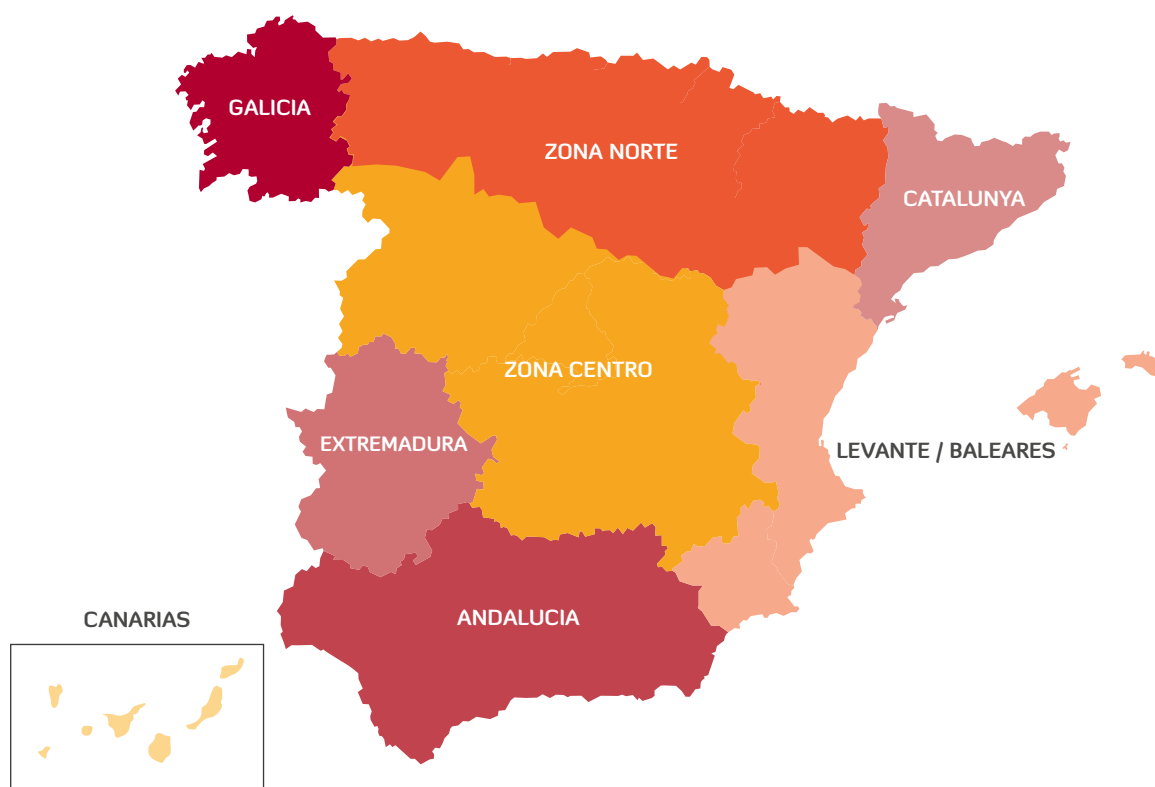 GALICIA
ZONA NORTE
CATALUNYA
ZONA CENTRO
EXTREMADURA
LEVANTE / BALEARES
ANDALUCIA
CANARIAS